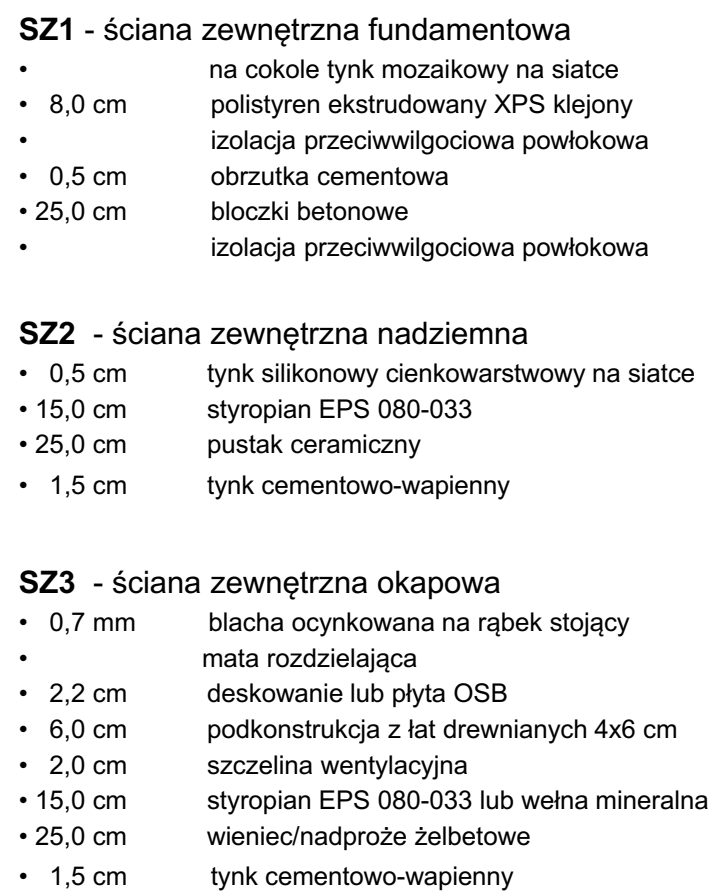 SZ1 - ściana zewnętrzna fundamentowa
• na cokole tynk mozaikowy na siatce
• 8,0 cm polistyren ekstrudowany XPS klejony
• izolacja przeciwwilgociowa powłokowa
• 0,5 cm obrzutka cementowa
• 25,0 cm bloczki betonowe
• izolacja przeciwwilgociowa powłokowa
SZ2 - ściana zewnętrzna nadziemna
• 0,5 cm tynk silikonowy cienkowarstwowy na siatce
• 15,0 cm styropian EPS 080-033
• 25,0 cm pustak ceramiczny
• 1,5 cm tynk cementowo-wapienny
SZ3 - ściana zewnętrzna okapowa
• 0,7 mm blacha ocynkowana na rąbek stojący
• mata rozdzielająca
• 2,2 cm deskowanie lub płyta OSB
• 6,0 cm podkonstrukcja z łat drewnianych 4x6 cm
• 2,0 cm szczelina wentylacyjna
• 15,0 cm styropian EPS 080-033 lub wełna mineralna
• 25,0 cm wieniec/nadproże żelbetowe
• 1,5 cm tynk cementowo-wapienny